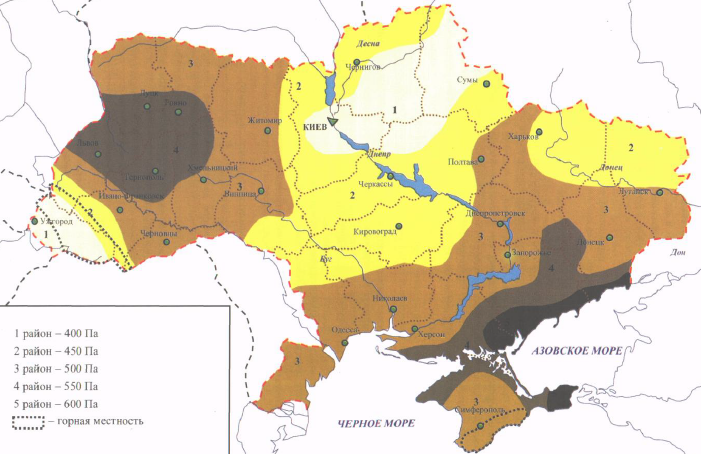 Десна
3
Чернигов
2
Сумы
1
Луцк
Ровно
Житомир
КИЕВ
Харьков
2
4
Львов
Днепр
Полтава
Донец
Тернополь
Хмельницкий
Черкассы
3
Винница
2
Луганск
Ивано-Франковск
2
3
Ужгород
Днепропетровск
1
Кировоград
3
Черновцы
Донецк
Запорожье
Дон
Буг
4
Николаев
1 район – 400 Па
Одесса
Херсон
2 район – 450 Па
4
АЗОВСКОЕ МОРЕ
3 район – 500 Па
3
4 район – 550 Па
3
5 район – 600 Па
Симферополь
– горная местность
ЧЕРНОЕ МОРЕ